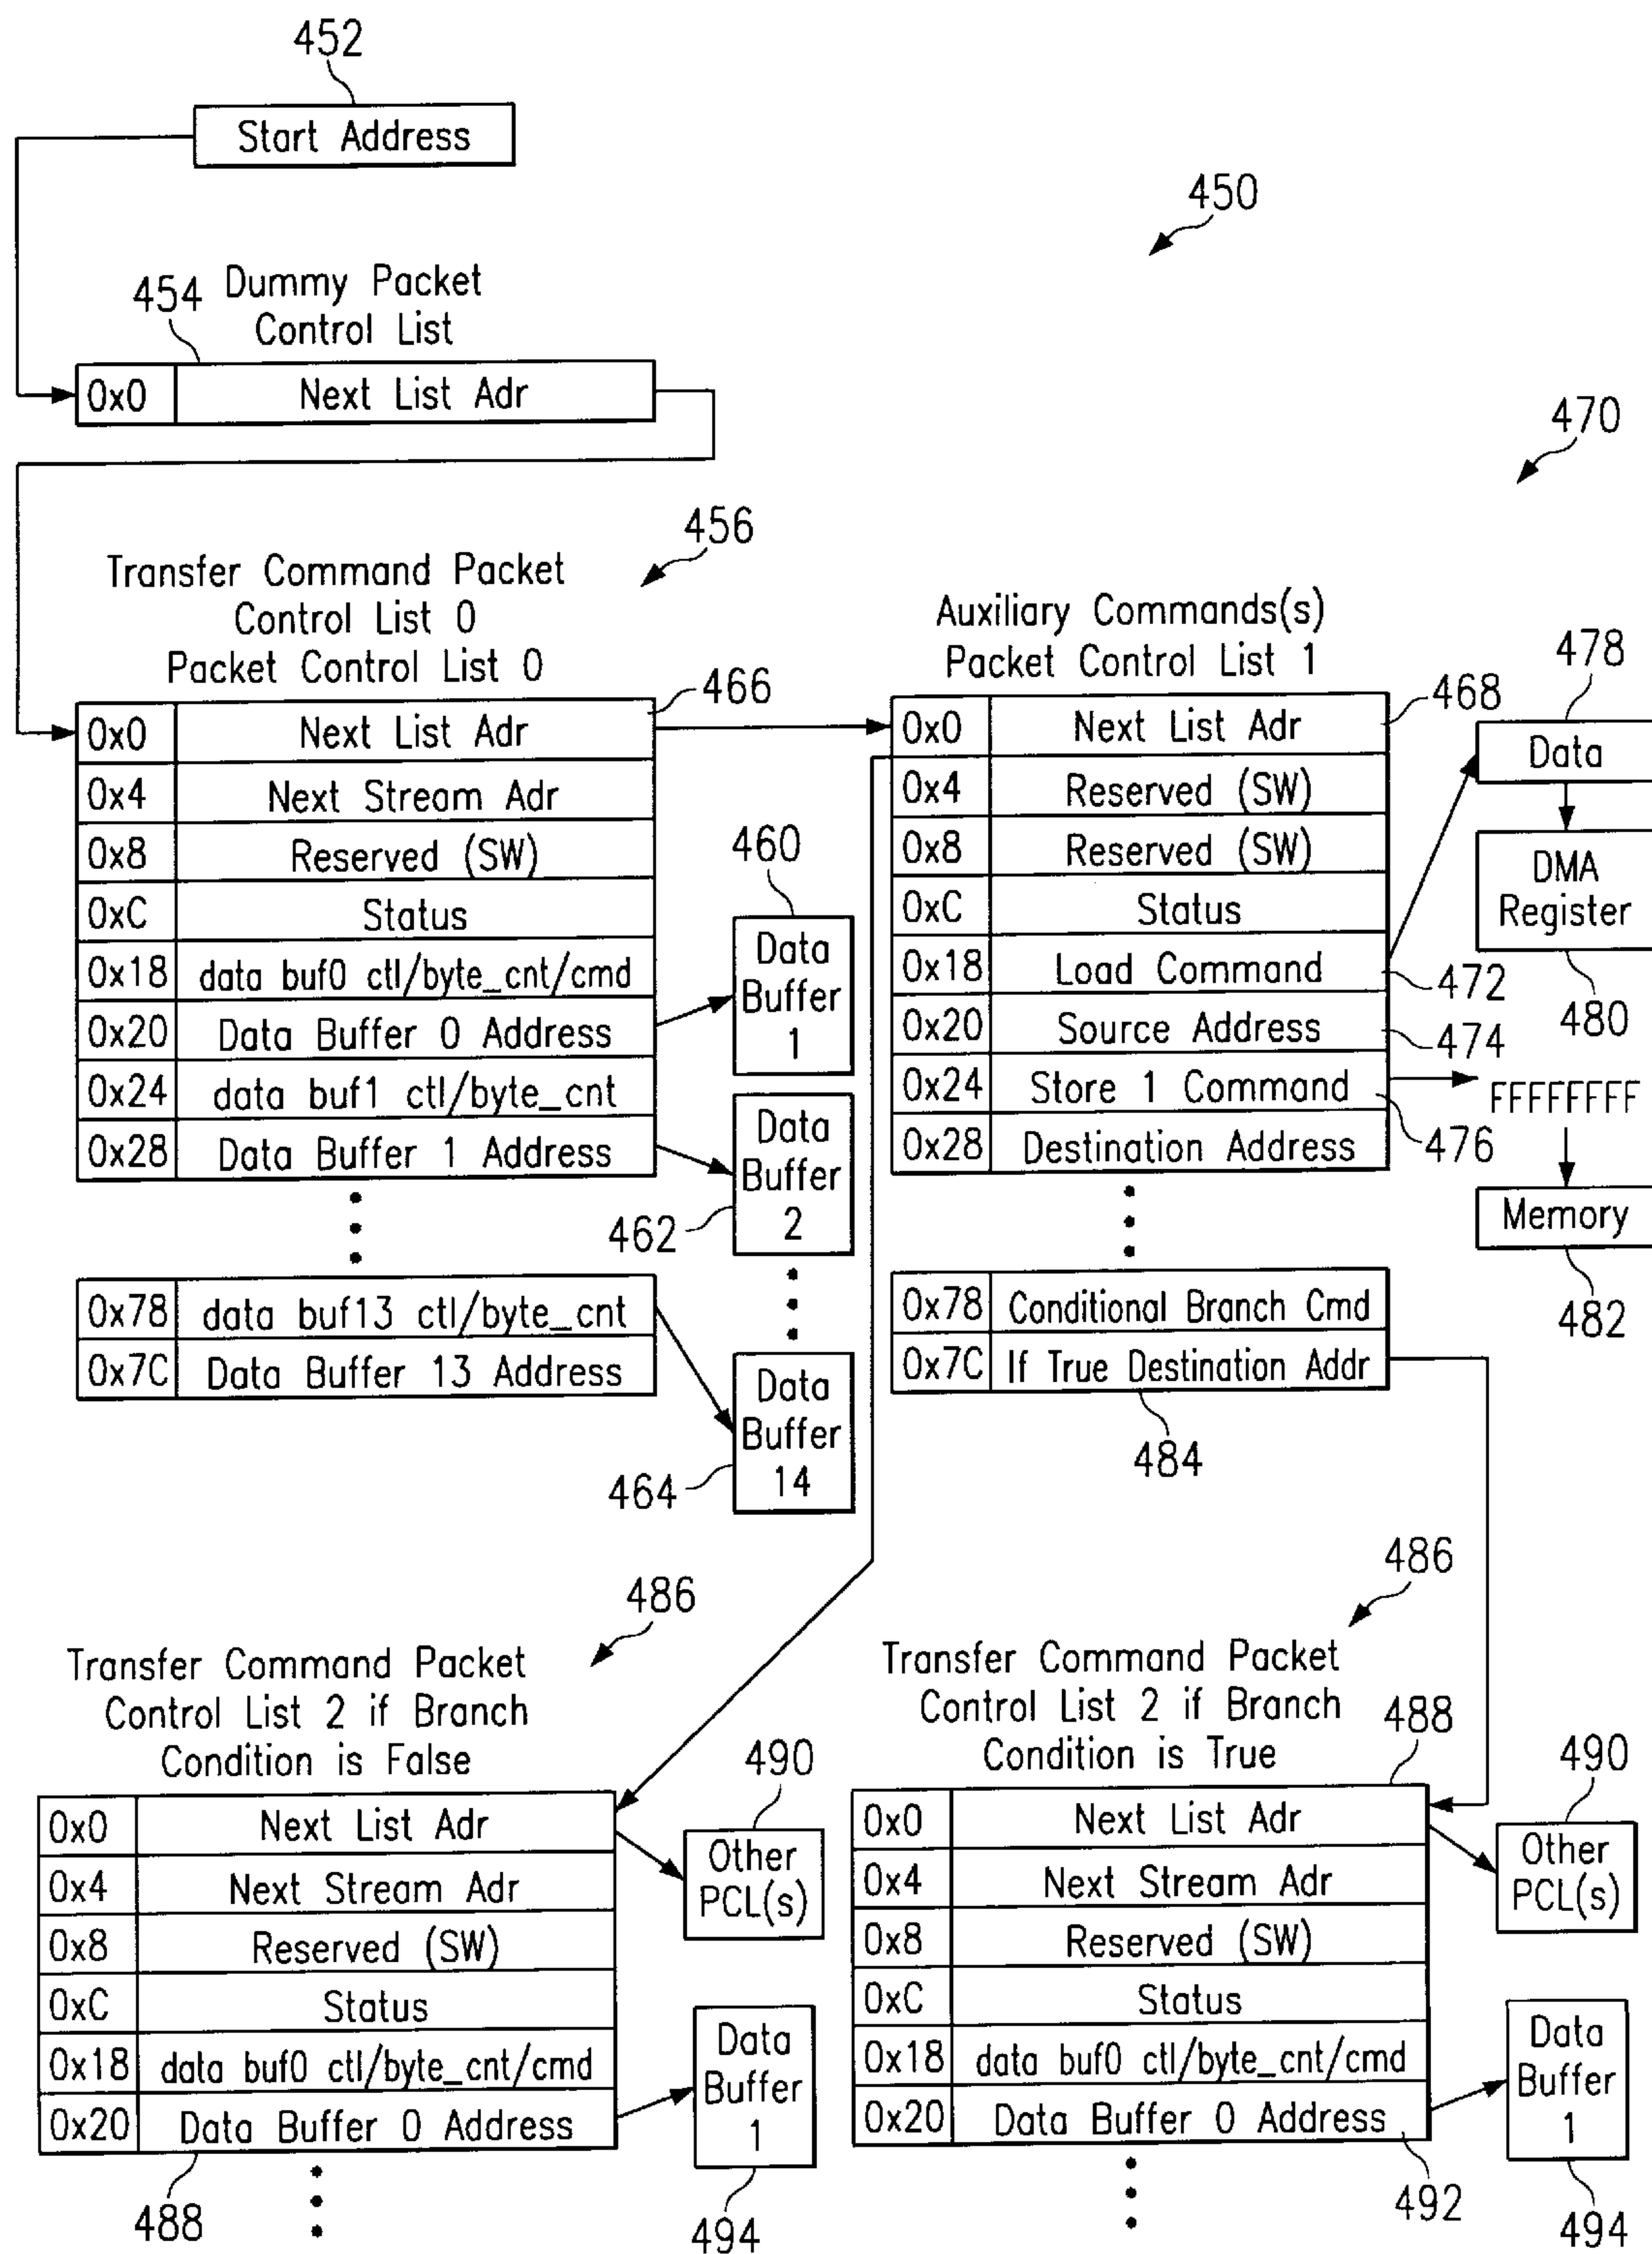 452
Start Address
450
454
Dummy Packet
Control List
0x0 Next List Adr
470
456
Transfer Command Packet
Control List 0
Packet Control List 0
466
0x0 Next List Adr
0x4 Next Stream Adr
0x8 Reserved (SW)
0xC Status
0x18 data buf0 ctl/byte_cnt/cmd
0x20 Data Buffer 0 Address
0x24 data buf1 ctl/byte_cnt
0x28 Data Buffer 1 Address
0x78 data buf13 ctl/byte_cnt
0x7C Data Buffer 13 Address
460
Data
Buffer
1
Data
Buffer
2
462
Data
Buffer
14
464
Auxiliary Commands(s)
Packet Control List 1
468
0x0 Next List Adr
0x4 Reserved (SW)
0x8 Reserved (SW)
0xC Status
0x18 Load Command
472
0x20 Source Address
474
0x24 Store 1 Command
476
0x28 Destination Address
0x78 Conditional Branch Cmd
0x7C If True Destination Addr
484
478
Data
DMA
Register
480
FFFFFFFF
Memory
482
486
Transfer Command Packet
Control List 2 if Branch
Condition is False
0x0 Next List Adr
0x4 Next Stream Adr
0x8 Reserved (SW)
0xC Status
0x18 data buf0 ctl/byte_cnt/cmd
0x20 Data Buffer 0 Address
488
490
Other
PCL(s)
Data
Buffer
1
494
486
Transfer Command Packet
Control List 2 if Branch
Condition is True
488
0x0 Next List Adr
0x4 Next Stream Adr
0x8 Reserved (SW)
0xC Status
0x18 data buf0 ctl/byte_cnt/cmd
0x20 Data Buffer 0 Address
492
490
Other
PCL(s)
Data
Buffer
1
494